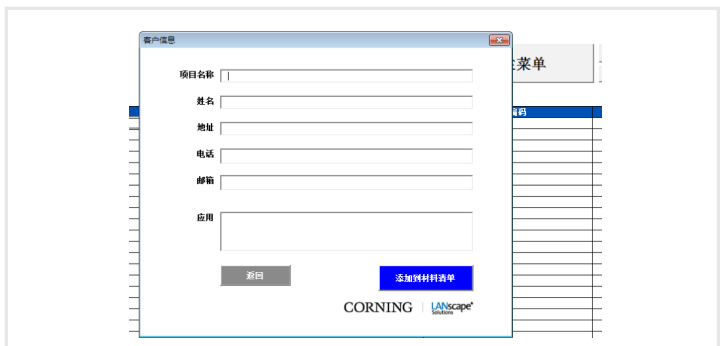 客户信息
主菜单
项目名称
编码
姓名
地址
电话
邮箱
应用
返回
添加到材料清单
CORNING | LANscape®
Solutions